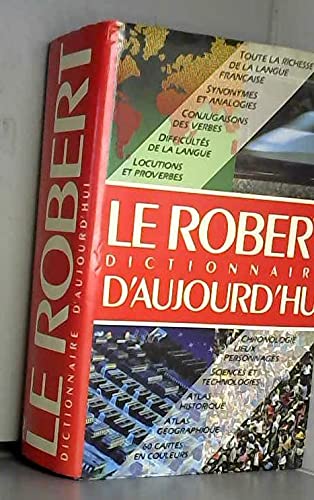 LE ROBERT
DICTIONNAIRE D'AUJOURD'HUI
TOUTE LA RICHESSE
DE LA LANGUE
FRANÇAISE
SYNONYMES
ET ANALOGIES
CONJUGAISONS
DES VERBES
DIFFICULTÉS
DE LA LANGUE
LOCUTIONS
ET PROVERBES
LE ROBER
DICTIONNAIR
D'AUJOURD'HU
CHRONOLOGIE
LIEUX
PERSONNAGES
SCIENCES ET
TECHNOLOGIES
ATLAS
HISTORIQUE
ATLAS
GÉOGRAPHIQUE
60 CARTES
EN COULEURS